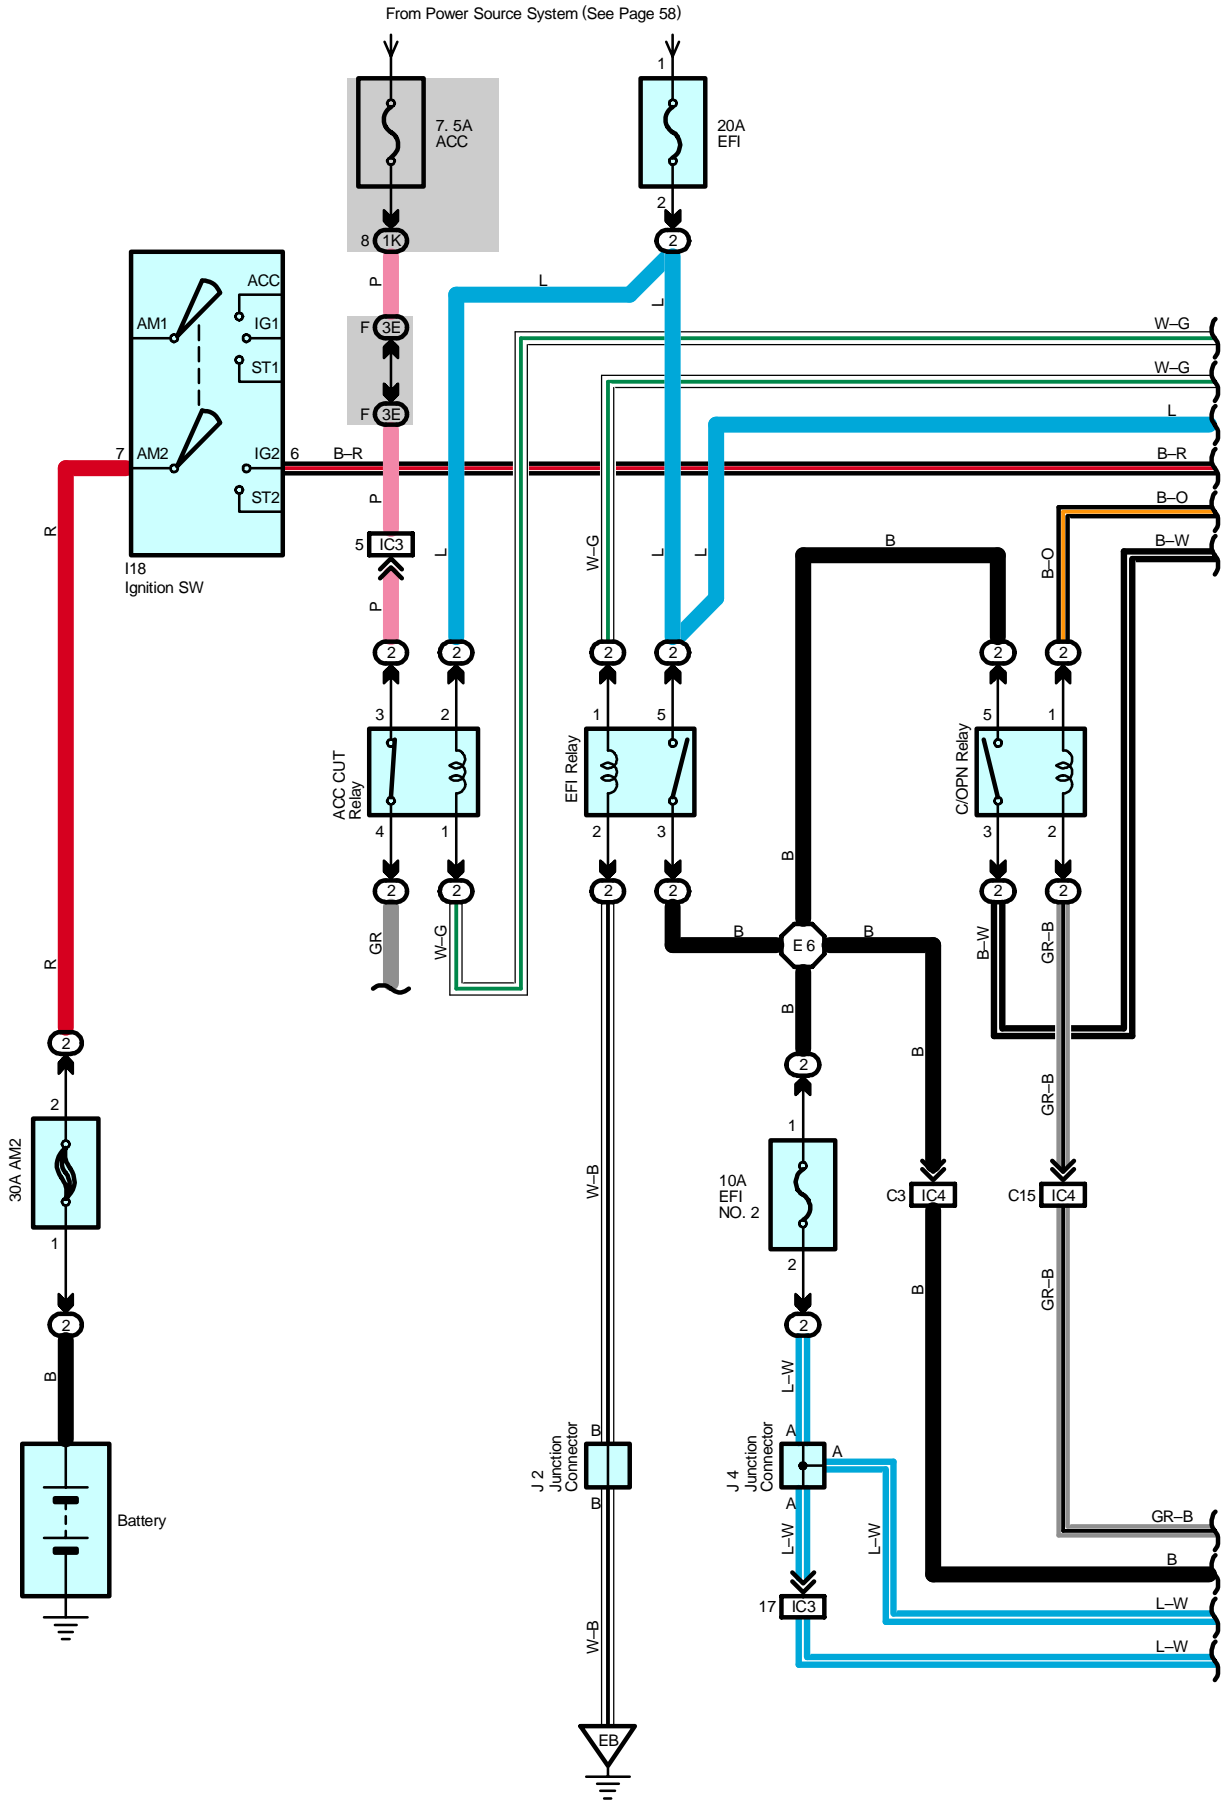 From Power Source System (See Page 58)
1
7. 5A
ACC
20A
EFI
2
8
1K
2
ACC
P
L
L
AM1
IG1
F
3E
W–G
ST1
W–G
F
3E
L
7
AM2
IG2
6
B–R
B–R
ST2
P
B–O
R
5
IC3
L
W–G
L
L
B
B–O
B–W
I18
Ignition SW
P
2
2
2
2
2
2
3
2
1
5
5
1
ACC CUT
Relay
EFI Relay
C/OPN Relay
4
1
2
3
3
2
B
2
2
2
2
2
2
GR
W–G
B
E 6
B
B–W
GR–B
R
B
2
2
B
GR–B
2
1
30A AM2
W–B
10A
EFI
NO. 2
C3
IC4
C15
IC4
1
2
B
GR–B
2
2
B
L–W
B
J 2
Junction
Connector
A
J 4
Junction
Connector
A
B
A
Battery
L–W
L–W
GR–B
B
17
IC3
L–W
W–B
L–W
EB